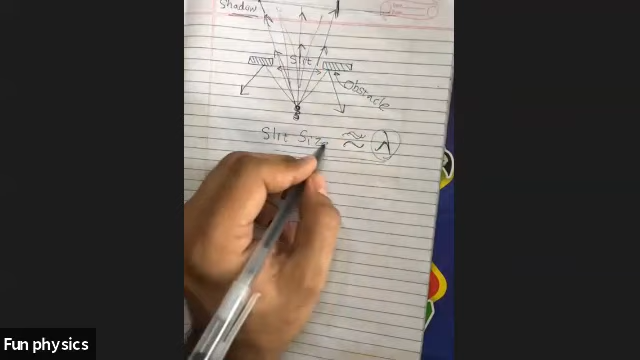 Shadow
Slit
Obstacle
Slit Size ≈ λ
Fun physics